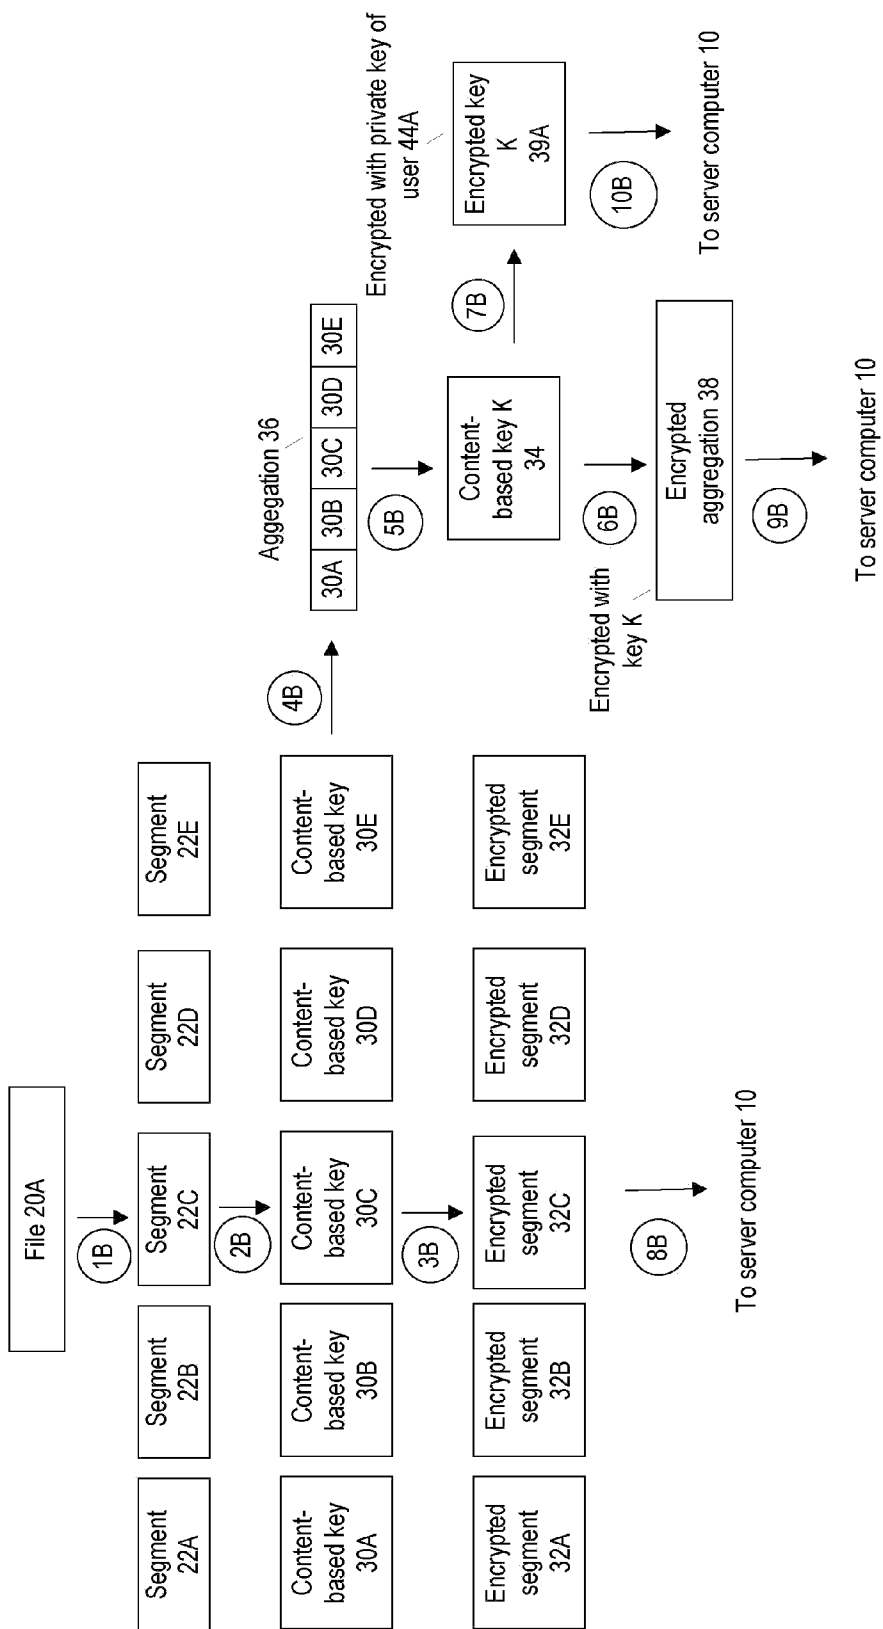 File 20A
1B
Segment
22A
Segment
22B
Segment
22C
Segment
22D
Segment
22E
2B
Content-
based key
30A
Content-
based key
30B
Content-
based key
30C
Content-
based key
30D
Content-
based key
30E
3B
Encrypted
segment
32A
Encrypted
segment
32B
Encrypted
segment
32C
Encrypted
segment
32D
Encrypted
segment
32E
8B
To server computer 10
4B
Aggegation 36
30A
30B
30C
30D
30E
5B
Content-
based key K
34
6B
Encrypted with
key K
Encrypted
aggregation 38
9B
To server computer 10
7B
Encrypted with private key of
user 44A
Encrypted key
K
39A
10B
To server computer 10